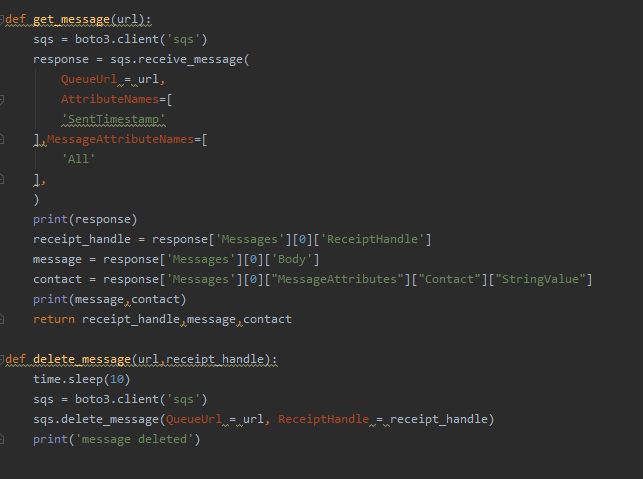 def get_message(url):
    sqs = boto3.client('sqs')
    response = sqs.receive_message(
        QueueUrl = url,
        AttributeNames=[
        'SentTimestamp'
    ],MessageAttributeNames=[
        'All'
    ],
    )
    print(response)
    receipt_handle = response['Messages'][0]['ReceiptHandle']
    message = response['Messages'][0]['Body']
    contact = response['Messages'][0]["MessageAttributes"]["Contact"]["StringValue"]
    print(message,contact)
    return receipt_handle,message,contact

def delete_message(url,receipt_handle):
    time.sleep(10)
    sqs = boto3.client('sqs')
    sqs.delete_message(QueueUrl = url, ReceiptHandle = receipt_handle)
    print('message deleted')